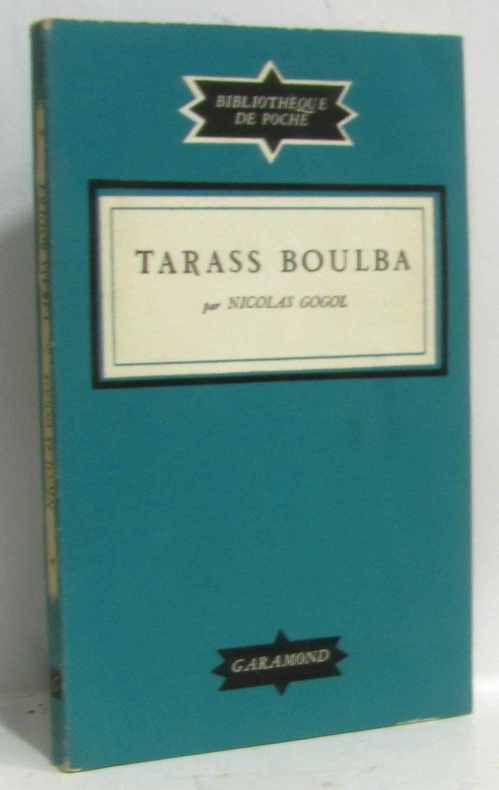 BIBLIOTHÈQUE
DE POCHE
TARASS BOULBA
par NICOLAS GOGOL
GARAMOND